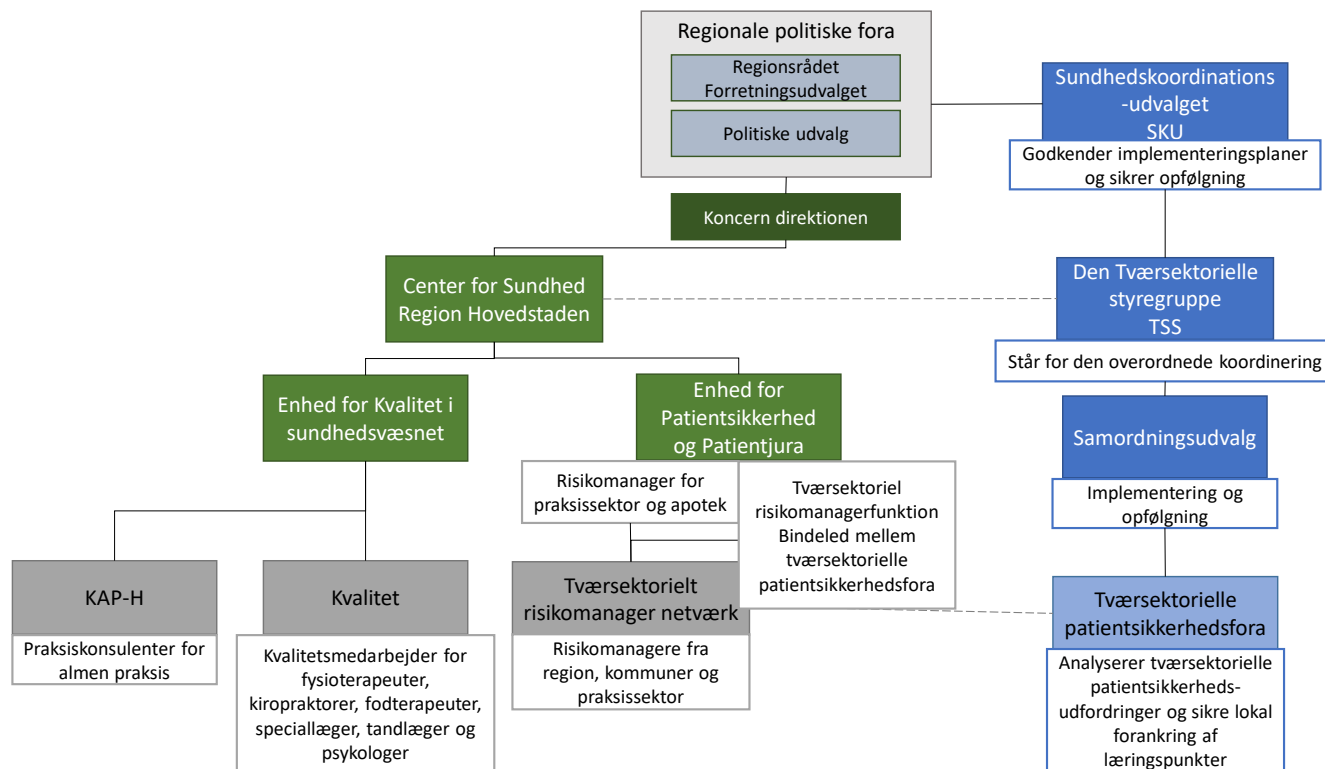 Regionale politiske fora
Regionsrådet
Forretningsudvalget
Politiske udvalg
Sundhedskoordinations
-udvalget
SKU
Godkender implementeringsplaner
og sikrer opfølgning
Koncern direktionen
Center for Sundhed
Region Hovedstaden
Den Tværsektorielle
styregruppe
TSS
Står for den overordnede koordinering
Enhed for Kvalitet i
sundhedsvæsnet
Enhed for
Patientsikkerhed
og Patientjura
Samordningsudvalg
Implementering og
opfølgning
Risikomanager for
praksissektor og apotek
Tværsektoriel
risikomanagerfunktion
Bindeled mellem
tværsektorielle
patientsikkerhedsfora
KAP-H
Praksiskonsulenter for
almen praksis
Kvalitet
Kvalitetsmedarbejder for
fysioterapeuter,
kiropraktorer, fodterapeuter,
speciallæger, tandlæger og
psykologer
Tværsektorielt
risikomanager netværk
Risikomanagere fra
region, kommuner og
praksissektor
Tværsektorielle
patientsikkerhedsfora
Analyserer tværsektorielle
patientsikkerheds-
udfordringer og sikre lokal
forankring af
læringspunkter